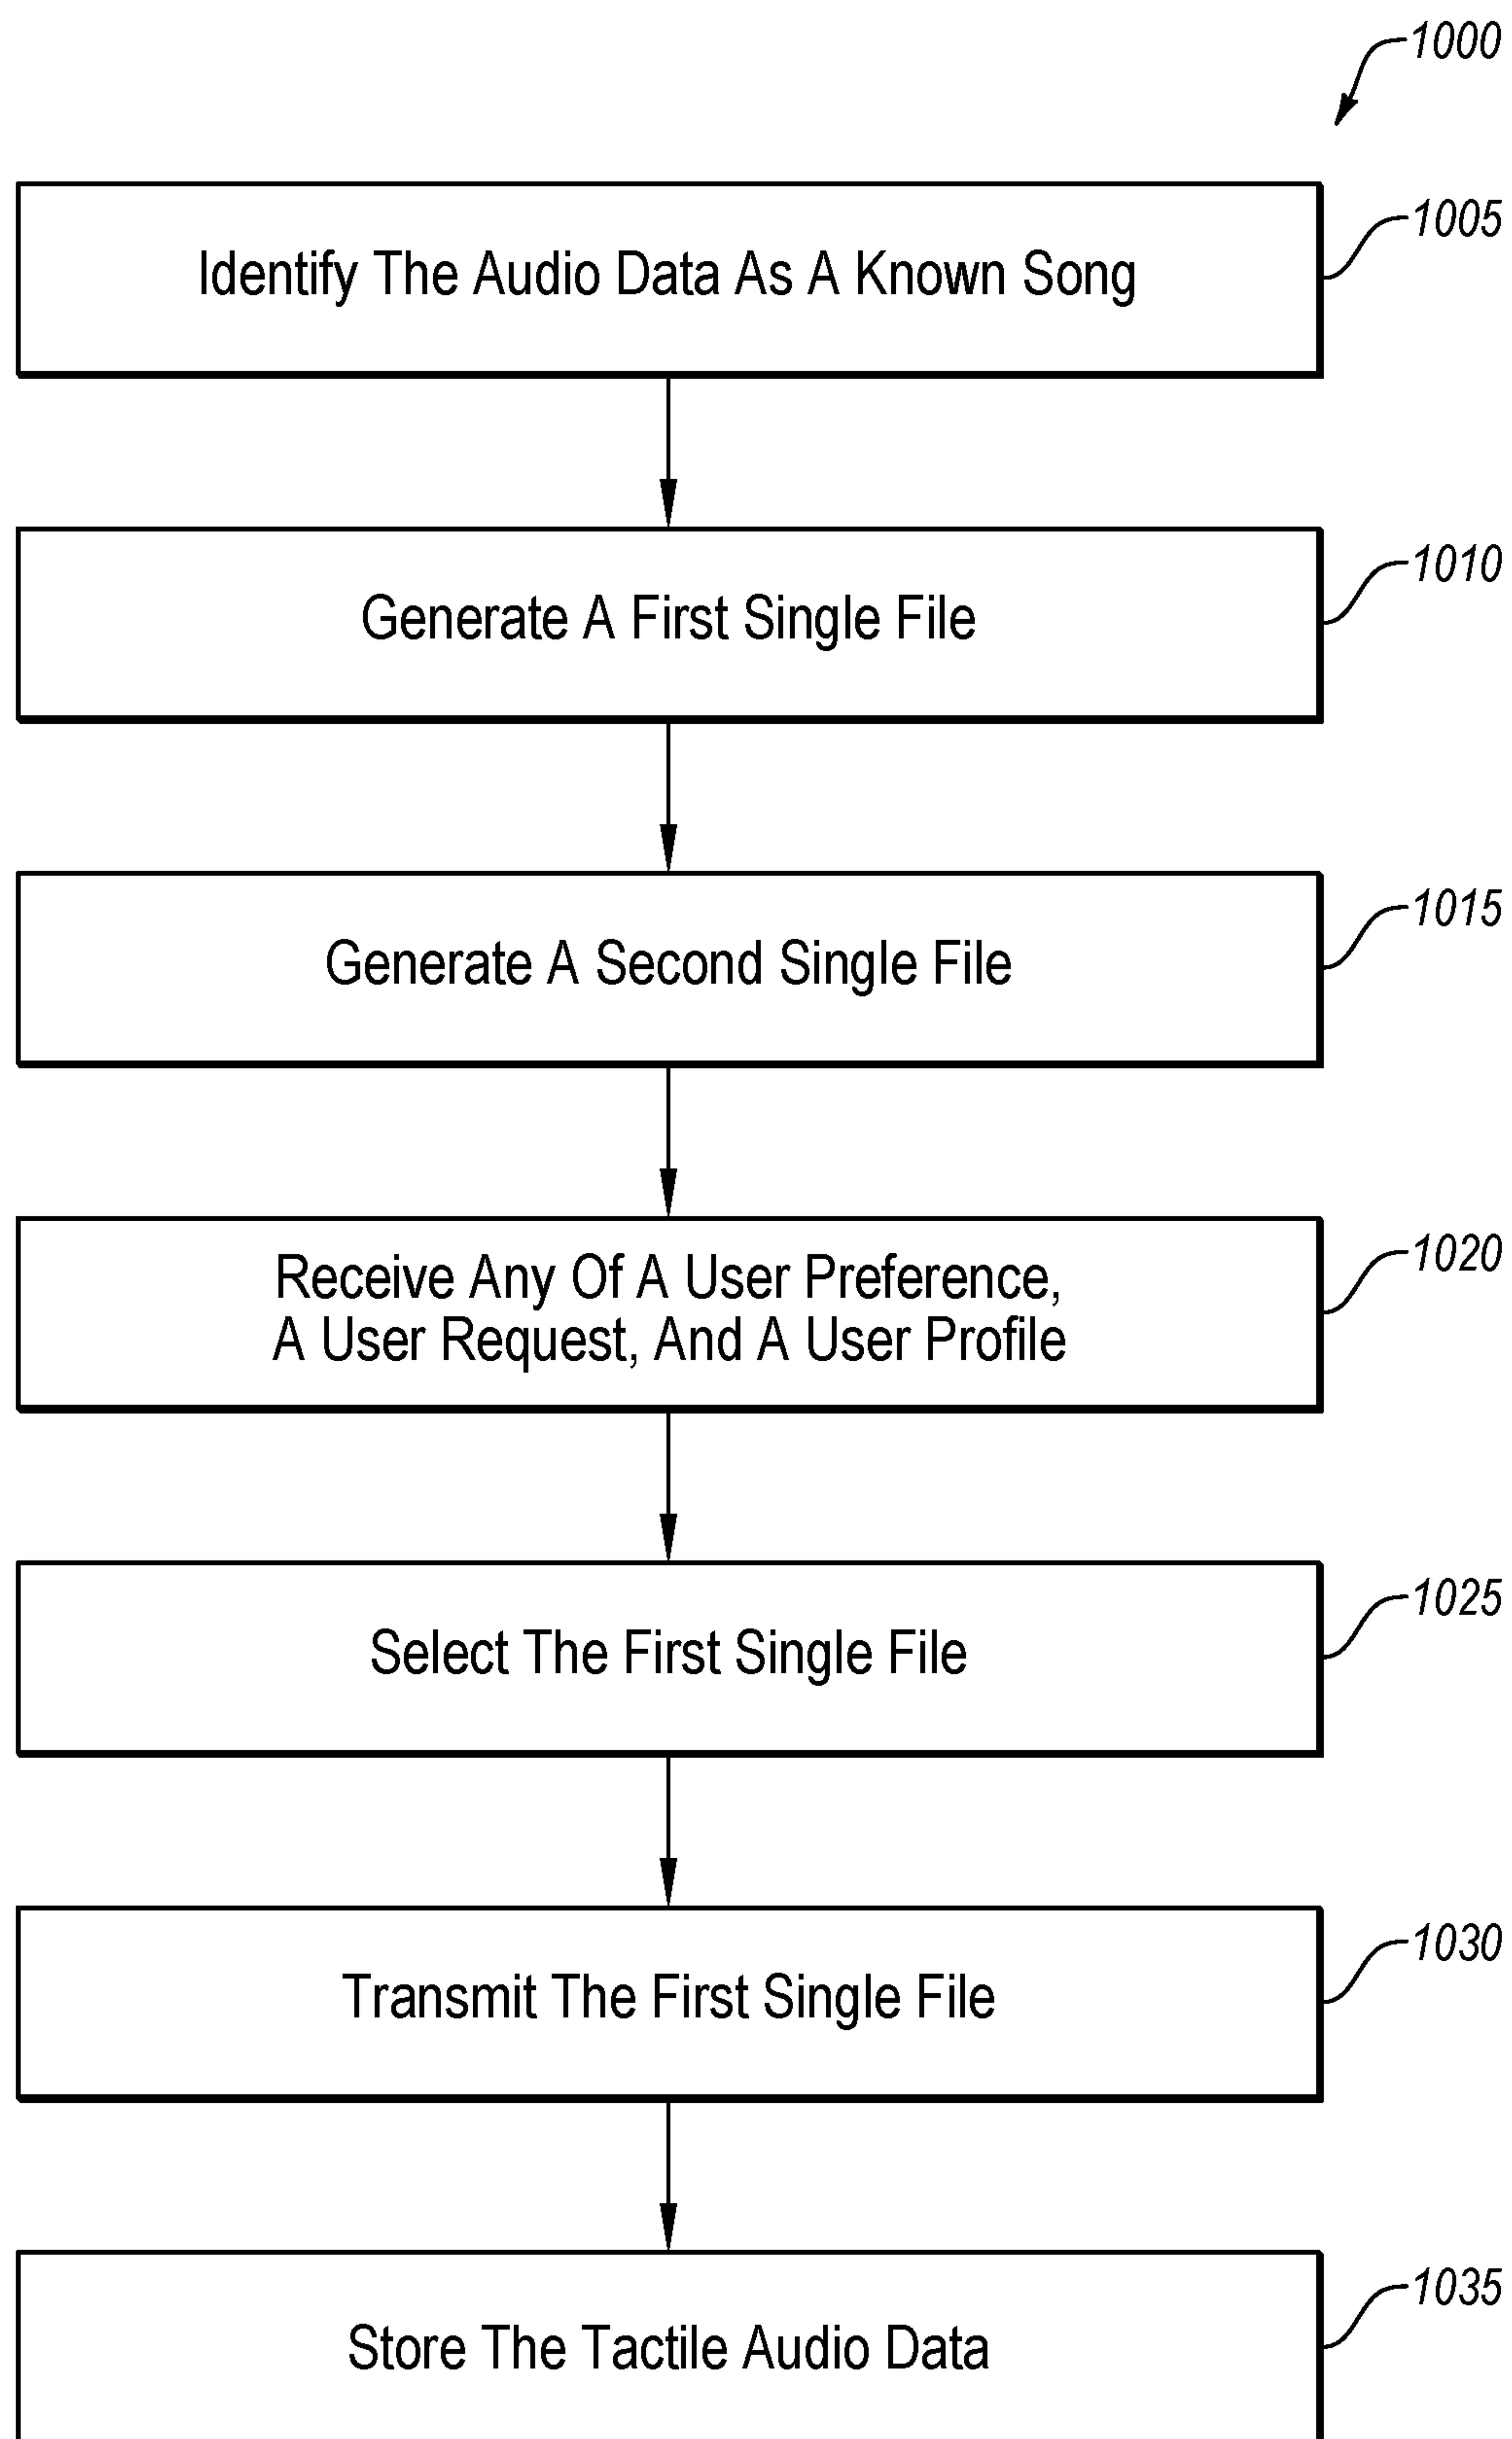 1000
1005
Identify The Audio Data As A Known Song
1010
Generate A First Single File
1015
Generate A Second Single File
1020
Receive Any Of A User Preference,
A User Request, And A User Profile
1025
Select The First Single File
1030
Transmit The First Single File
1035
Store The Tactile Audio Data